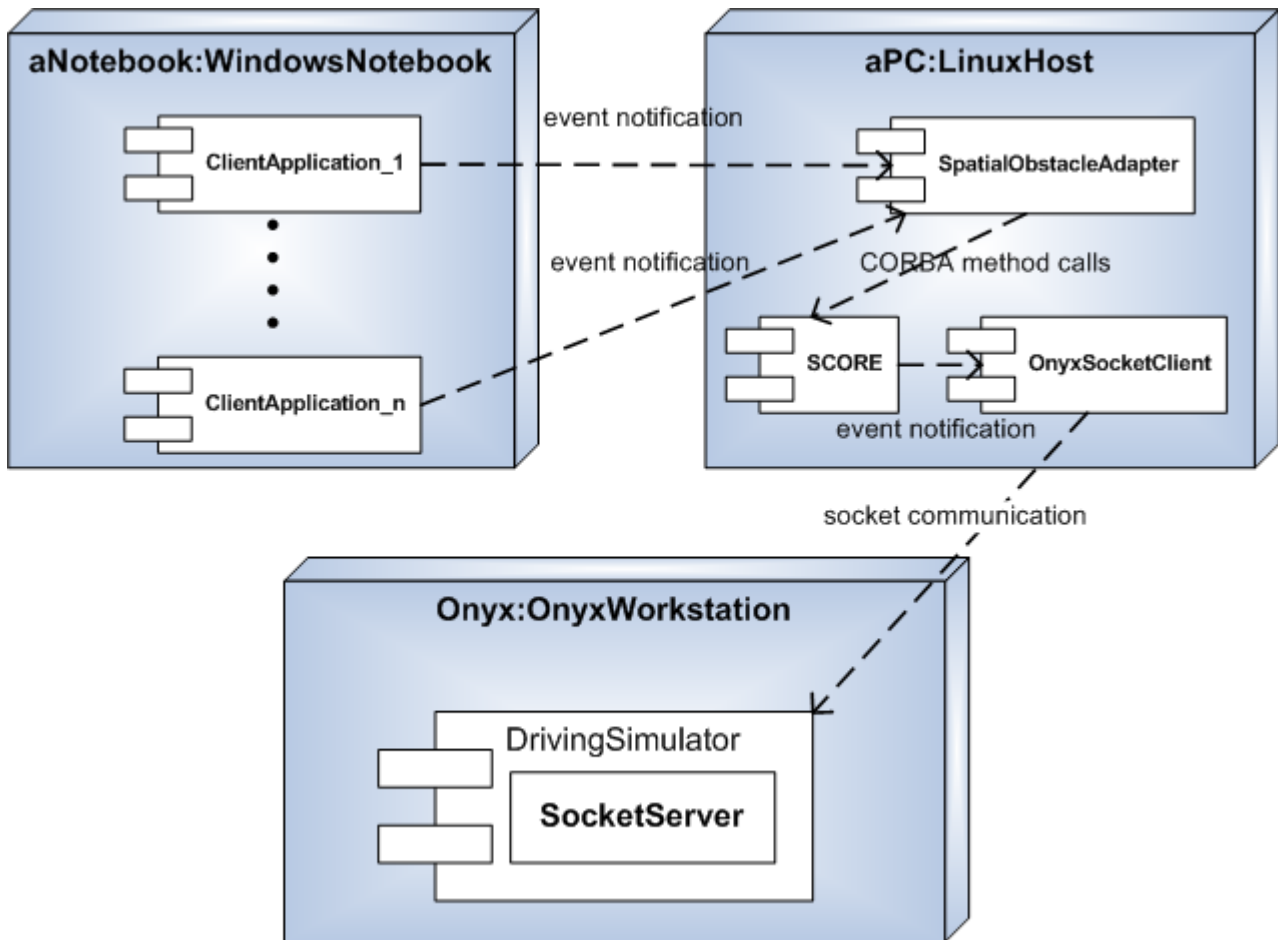 aNotebook:WindowsNotebook
ClientApplication_1
ClientApplication_n
event notification
event notification
aPC:LinuxHost
SpatialObstacleAdapter
CORBA method calls
SCORE
OnyxSocketClient
event notification
socket communication
Onyx:OnyxWorkstation
DrivingSimulator
SocketServer